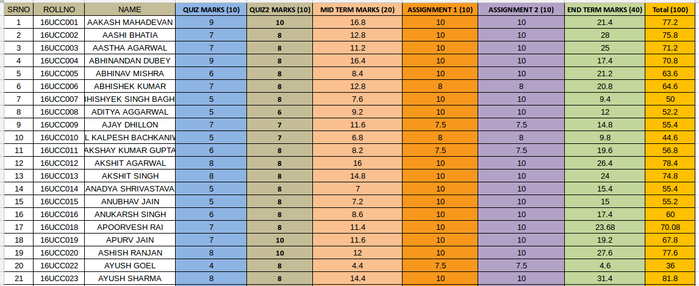 SRNO ROLLNO NAME QUIZ MARKS (10) QUIZ2 MARKS (10) MID TERM MARKS (20) ASSIGNMENT 1 (10) ASSIGNMENT 2 (10) END TERM MARKS (40) Total (100)
1 16UCC001 AAKASH MAHADEVAN 9 10 16.8 10 10 21.4 77.2
2 16UCC002 AASHI BHATIA 7 8 12.8 10 10 28 75.8
3 16UCC003 AASTHA AGARWAL 7 8 11.2 10 10 25 71.2
4 16UCC004 ABHINANDAN DUBEY 9 8 16.4 10 10 17.4 70.8
5 16UCC005 ABHINAV MISHRA 6 8 8.4 10 10 21.2 63.6
6 16UCC006 ABHISHEK KUMAR 7 8 12.8 8 8 20.8 64.6
7 16UCC007 HISHYEK SINGH BAGH 5 8 7.6 10 10 9.4 50
8 16UCC008 ADITYA AGGARWAL 5 6 9.2 10 10 12 52.2
9 16UCC009 AJAY DHILLON 7 7 11.6 7.5 7.5 14.8 55.4
10 16UCC010 L KALPESH BACHKANIW 5 7 6.8 8 8 9.8 44.6
11 16UCC011 AKSHAY KUMAR GUPTA 6 8 8.2 7.5 7.5 19.6 56.8
12 16UCC012 AKSHIT AGARWAL 8 8 16 10 10 26.4 78.4
13 16UCC013 AKSHIT SINGH 8 8 14.8 10 10 24 74.8
14 16UCC014 ANADYA SHRIVASTAVA 5 8 7 10 10 15.4 55.4
15 16UCC015 ANUBHAV JAIN 5 8 7.2 10 10 15 55.2
16 16UCC016 ANUKARSH SINGH 6 8 8.6 10 10 17.4 60
17 16UCC018 APOORVESH RAI 7 8 11.4 10 10 23.68 70.08
18 16UCC019 APURV JAIN 7 10 11.6 10 10 19.2 67.8
19 16UCC020 ASHISH RANJAN 8 10 12 10 10 27.6 77.6
20 16UCC022 AYUSH GOEL 4 8 4.4 7.5 7.5 4.6 36
21 16UCC023 AYUSH SHARMA 8 8 14.4 10 10 31.4 81.8